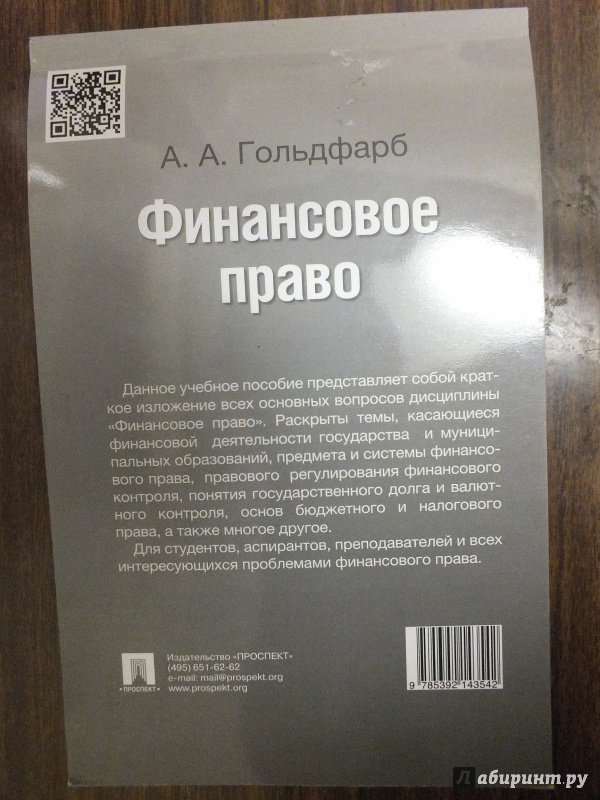 А. А. Гольдфарб
Финансовое
право
Данное учебное пособие представляет собой крат-
кое изложение всех основных вопросов дисциплины
«Финансовое право». Раскрыты темы, касающиеся
финансовой деятельности государства и муници-
пальных образований, предмета и системы финансо-
вого права, правового регулирования финансового
контроля, понятия государственного долга и валют-
ного контроля, основ бюджетного и налогового
права, а также многое другое.
Для студентов, аспирантов, преподавателей и всех
интересующихся проблемами финансового права.
•ПРОСПЕКТ•
Издательство "ПРОСПЕКТ"
(495) 651-62-62
e-mail: mail@prospekt.org
www.prospekt.org
9 785392 143542
абиринт.ру